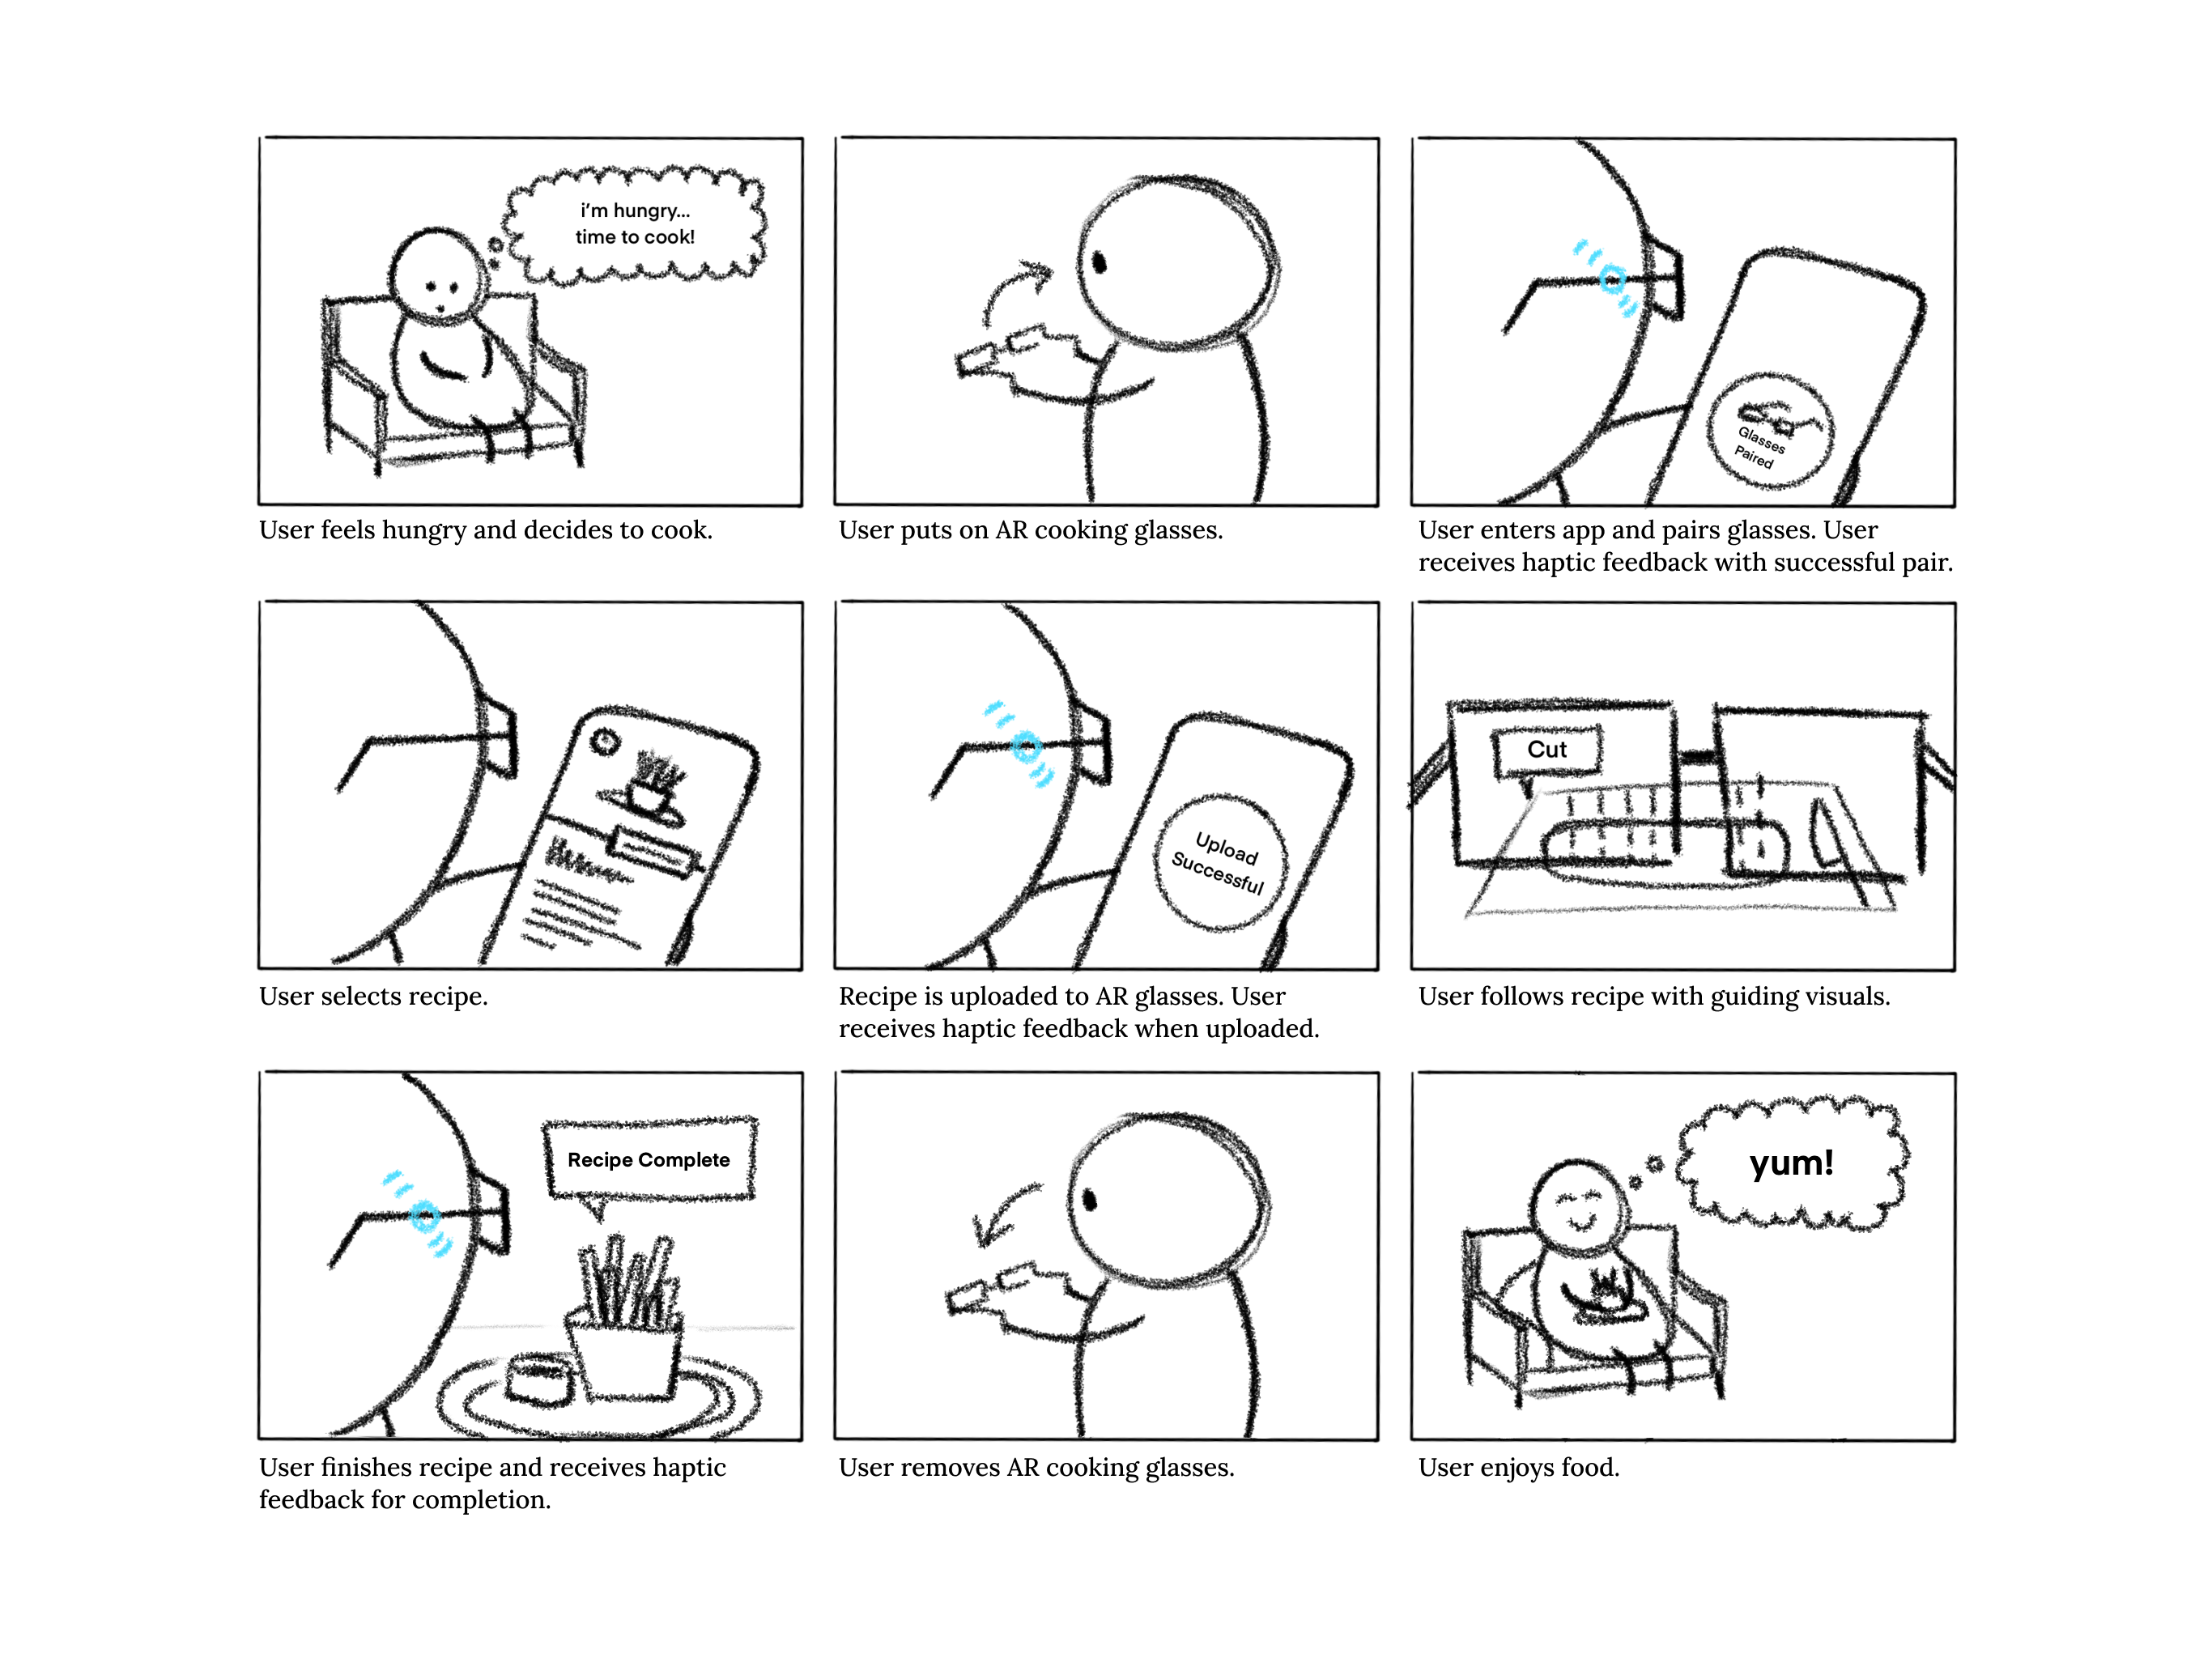 i'm hungry...
time to cook!
User feels hungry and decides to cook.
User puts on AR cooking glasses.
Glasses
Paired
User enters app and pairs glasses. User
receives haptic feedback with successful pair.
User selects recipe.
Upload
Successful
Recipe is uploaded to AR glasses. User
receives haptic feedback when uploaded.
Cut
User follows recipe with guiding visuals.
Recipe Complete
User finishes recipe and receives haptic
feedback for completion.
User removes AR cooking glasses.
yum!
User enjoys food.